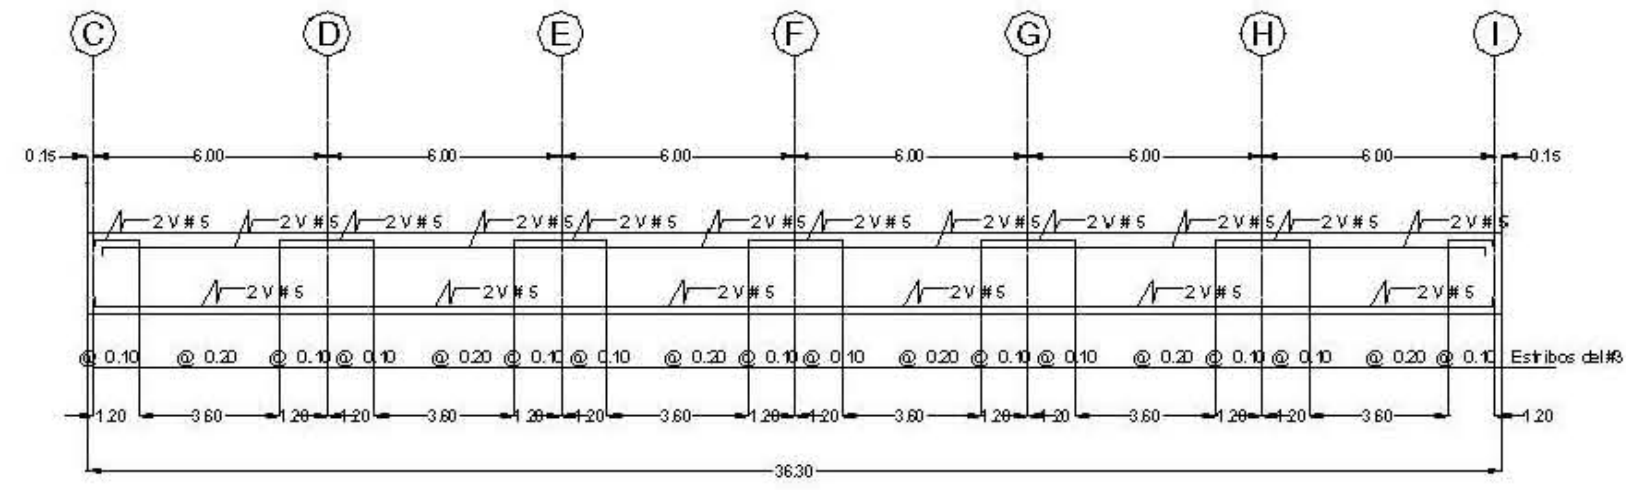 C D E F G H I
0.15 6.00 6.00 6.00 6.00 6.00 6.00 0.15
2 V # 5 2 V # 5 2 V # 5 2 V # 5 2 V # 5 2 V # 5 2 V # 5 2 V # 5 2 V # 5 2 V # 5 2 V # 5 2 V # 5
2 V # 5 2 V # 5 2 V # 5 2 V # 5 2 V # 5 2 V # 5
@ 0.10 @ 0.20 @ 0.10 @ 0.10 @ 0.20 @ 0.10 @ 0.10 @ 0.20 @ 0.10 @ 0.10 @ 0.20 @ 0.10 @ 0.10 @ 0.20 @ 0.10 @ 0.10 @ 0.20 @ 0.10 Estribos del #3
1.20 3.60 1.20 1.20 3.60 1.20 1.20 3.60 1.20 1.20 3.60 1.20 1.20 3.60 1.20 1.20 3.60 1.20
36.30